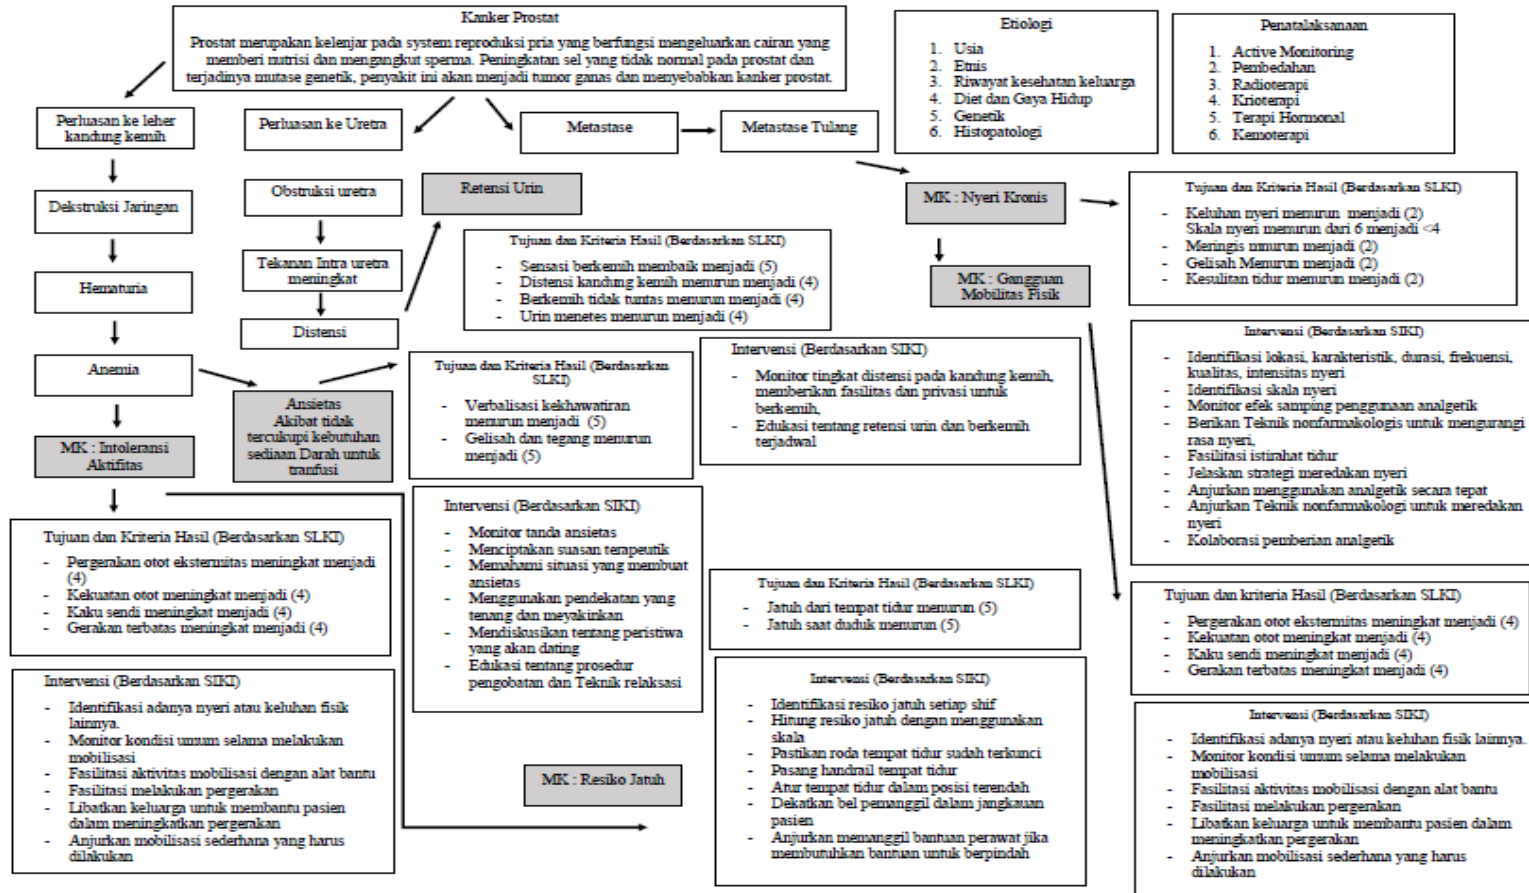 Kanker Prostat
Prostat merupakan kelenjar pada system reproduksi pria yang berfungsi mengeluarkan cairan yang
memberi nutrisi dan mengangkut sperma. Peningkatan sel yang tidak normal pada prostat dan
terjadinya mutase genetik, penyakit ini akan menjadi tumor ganas dan menyebabkan kanker prostat.
Etiologi
1. Usia
2. Etnis
3. Riwayat kesehatan keluarga
4. Diet dan Gaya Hidup
5. Genetik
6. Histopatologi
Penatalaksanaan
1. Active Monitoring
2. Pembedahan
3. Radioterapi
4. Krioterapi
5. Terapi Hormonal
6. Kemoterapi
Perluasan ke leher
kandung kemih
Perluasan ke Uretra
Metastase
Metastase Tulang
Dekstruksi Jaringan
Obstruksi uretra
Retensi Urin
MK : Nyeri Kronis
Tujuan dan Kriteria Hasil (Berdasarkan SLKI)
- Keluhan nyeri menurun menjadi (2)
Skala nyeri menurun dari 6 menjadi <4
- Meringis mnurun menjadi (2)
- Gelisah Menurun menjadi (2)
- Kesulitan tidur menurun menjadi (2)
Hematuria
Tekanan Intra uretra
meningkat
Tujuan dan Kriteria Hasil (Berdasarkan SLKI)
- Sensasi berkemih membaik menjadi (5)
- Distensi kandung kemih menurun menjadi (4)
- Berkemih tidak tuntas menurun menjadi (4)
- Urin menetes menurun menjadi (4)
MK : Gangguan
Mobilitas Fisik
Distensi
Anemia
Ansietas
Akibat tidak
tercukupi kebutuhan
sediaan Darah untuk
tranfusi
Tujuan dan Kriteria Hasil (Berdasarkan
SLKI)
- Verbalisasi kekhawatiran
menurun menjadi (5)
- Gelisah dan tegang menurun
menjadi (5)
Intervensi (Berdasarkan SIKI)
- Monitor tingkat distensi pada kandung kemih,
memberikan fasilitas dan privasi untuk
berkemih,
- Edukasi tentang retensi urin dan berkemih
terjadwal
Intervensi (Berdasarkan SIKI)
- Identifikasi lokasi, karakteristik, durasi, frekuensi,
kualitas, intensitas nyeri
- Identifikasi skala nyeri
- Monitor efek samping penggunaan analgetik
- Berikan Teknik nonfarmakologis untuk mengurangi
rasa nyeri,
- Fasilitasi istirahat tidur
- Jelaskan strategi meredakan nyeri
- Anjurkan menggunakan analgetik secara tepat
- Anjurkan Teknik nonfarmakologi untuk meredakan
nyeri
- Kolaborasi pemberian analgetik
MK : Intoleransi
Aktifitas
Tujuan dan Kriteria Hasil (Berdasarkan SLKI)
- Pergerakan otot ekstermitas meningkat menjadi
(4)
- Kekuatan otot meningkat menjadi (4)
- Kaku sendi meningkat menjadi (4)
- Gerakan terbatas meningkat menjadi (4)
Intervensi (Berdasarkan SIKI)
- Monitor tanda ansietas
- Menciptakan suasan terapeutik
- Memahami situasi yang membuat
ansietas
- Menggunakan pendekatan yang
tenang dan meyakinkan
- Mendiskusikan tentang peristiwa
yang akan dating
- Edukasi tentang prosedur
pengobatan dan Teknik relaksasi
Tujuan dan Kriteria Hasil (Berdasarkan SLKI)
- Jatuh dari tempat tidur menurun (5)
- Jatuh saat duduk menurun (5)
Tujuan dan kriteria Hasil (Berdasarkan SLKI)
- Pergerakan otot ekstermitas meningkat menjadi (4)
- Kekuatan otot meningkat menjadi (4)
- Kaku sendi meningkat menjadi (4)
- Gerakan terbatas meningkat menjadi (4)
Intervensi (Berdasarkan SIKI)
- Identifikasi adanya nyeri atau keluhan fisik
lainnya.
- Monitor kondisi umum selama melakukan
mobilisasi
- Fasilitasi aktivitas mobilisasi dengan alat bantu
- Fasilitasi melakukan pergerakan
- Libatkan keluarga untuk membantu pasien
dalam meningkatkan pergerakan
- Anjurkan mobilisasi sederhana yang harus
dilakukan
MK : Resiko Jatuh
Intervensi (Berdasarkan SIKI)
- Identifikasi resiko jatuh setiap shif
- Hitung resiko jatuh dengan menggunakan
skala
- Pastikan roda tempat tidur sudah terkunci
- Pasang handrail tempat tidur
- Atur tempat tidur dalam posisi terendah
- Dekatkan bel pemanggil dalam jangkauan
pasien
- Anjurkan memanggil bantuan perawat jika
membutuhkan bantuan untuk berpindah
Intervensi (Berdasarkan SIKI)
- Identifikasi adanya nyeri atau keluhan fisik lainnya.
- Monitor kondisi umum selama melakukan
mobilisasi
- Fasilitasi aktivitas mobilisasi dengan alat bantu
- Fasilitasi melakukan pergerakan
- Libatkan keluarga untuk membantu pasien dalam
meningkatkan pergerakan
- Anjurkan mobilisasi sederhana yang harus
dilakukan